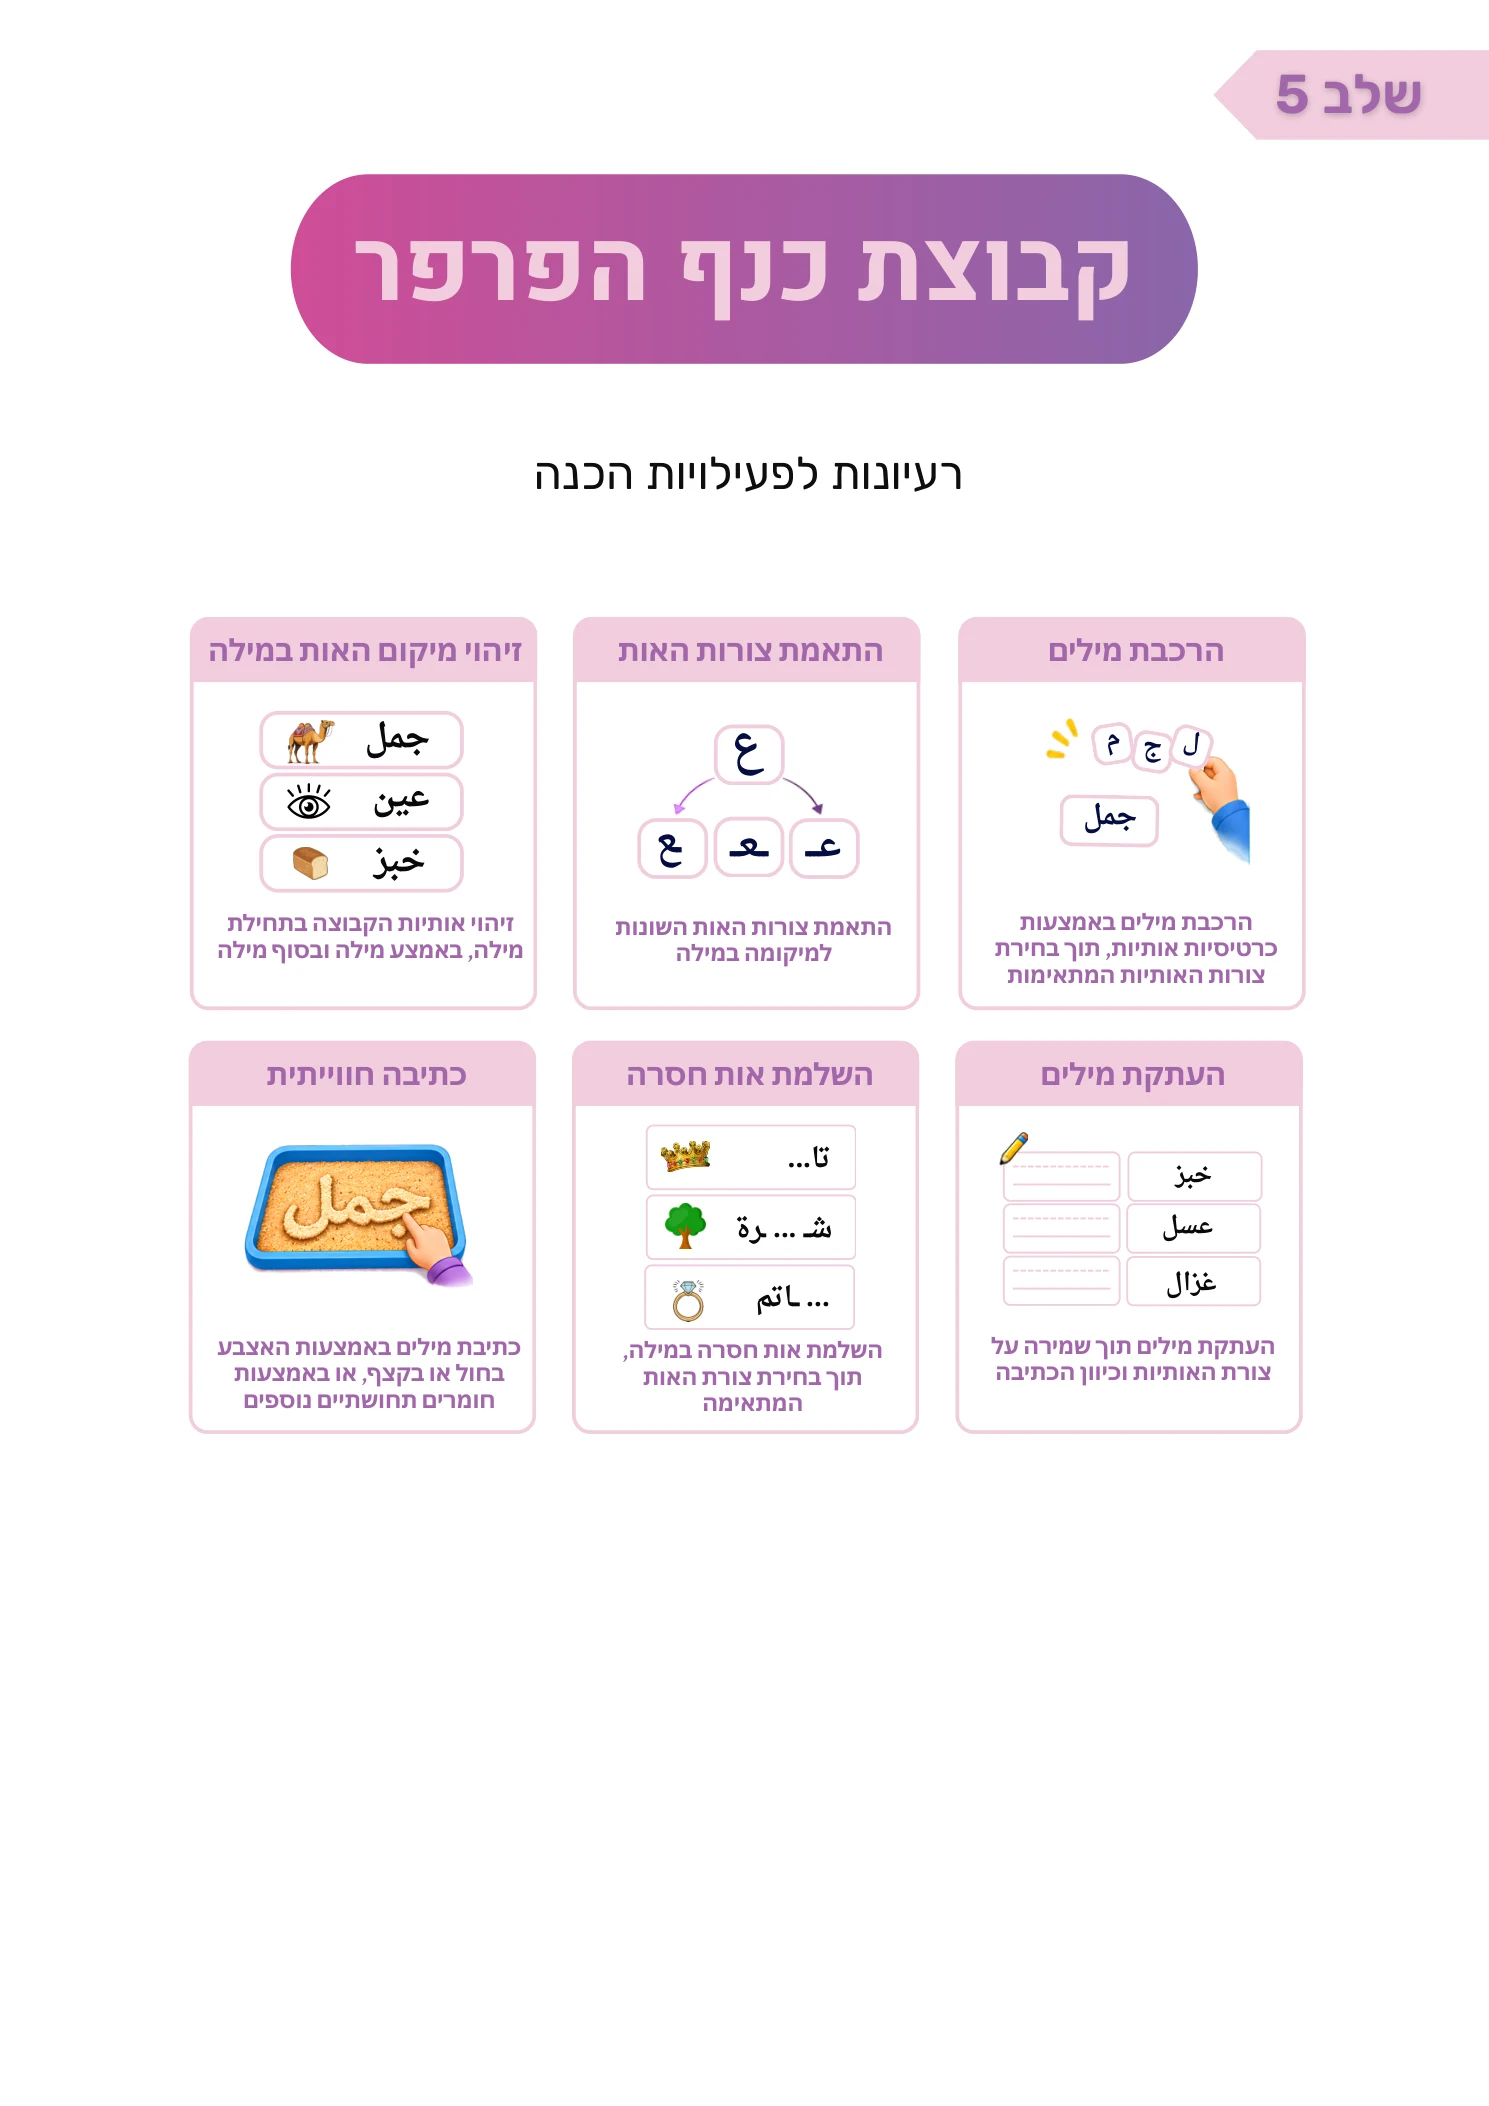 שלב 5
קבוצת כנף הפרפר
רעיונות לפעילויות הכנה
הרכבת מילים
ل
ج
م
جمل
הרכבת מילים באמצעות
כרטיסיות אותיות, תוך בחירת
צורות האותיות המתאימות
התאמת צורות האות
ع
عـ
ـعـ
ـع
התאמת צורות האות השונות
למיקומה במילה
זיהוי מיקום האות במילה
جمل
عين
خبز
זיהוי אותיות הקבוצה בתחילת
מילה, באמצע מילה ובסוף מילה
העתקת מילים
خبز
عسل
غزال
העתקת מילים תוך שמירה על
צורת האותיות וכיוון הכתיבה
השלמת אות חסרה
تا...
شـ ... ـرة
... ـاتم
השלמת אות חסרה במילה,
תוך בחירת צורת האות
המתאימה
כתיבה חווייתית
جمل
כתיבת מילים באמצעות האצבע
בחול או בקצף, או באמצעות
חומרים תחושתיים נוספים